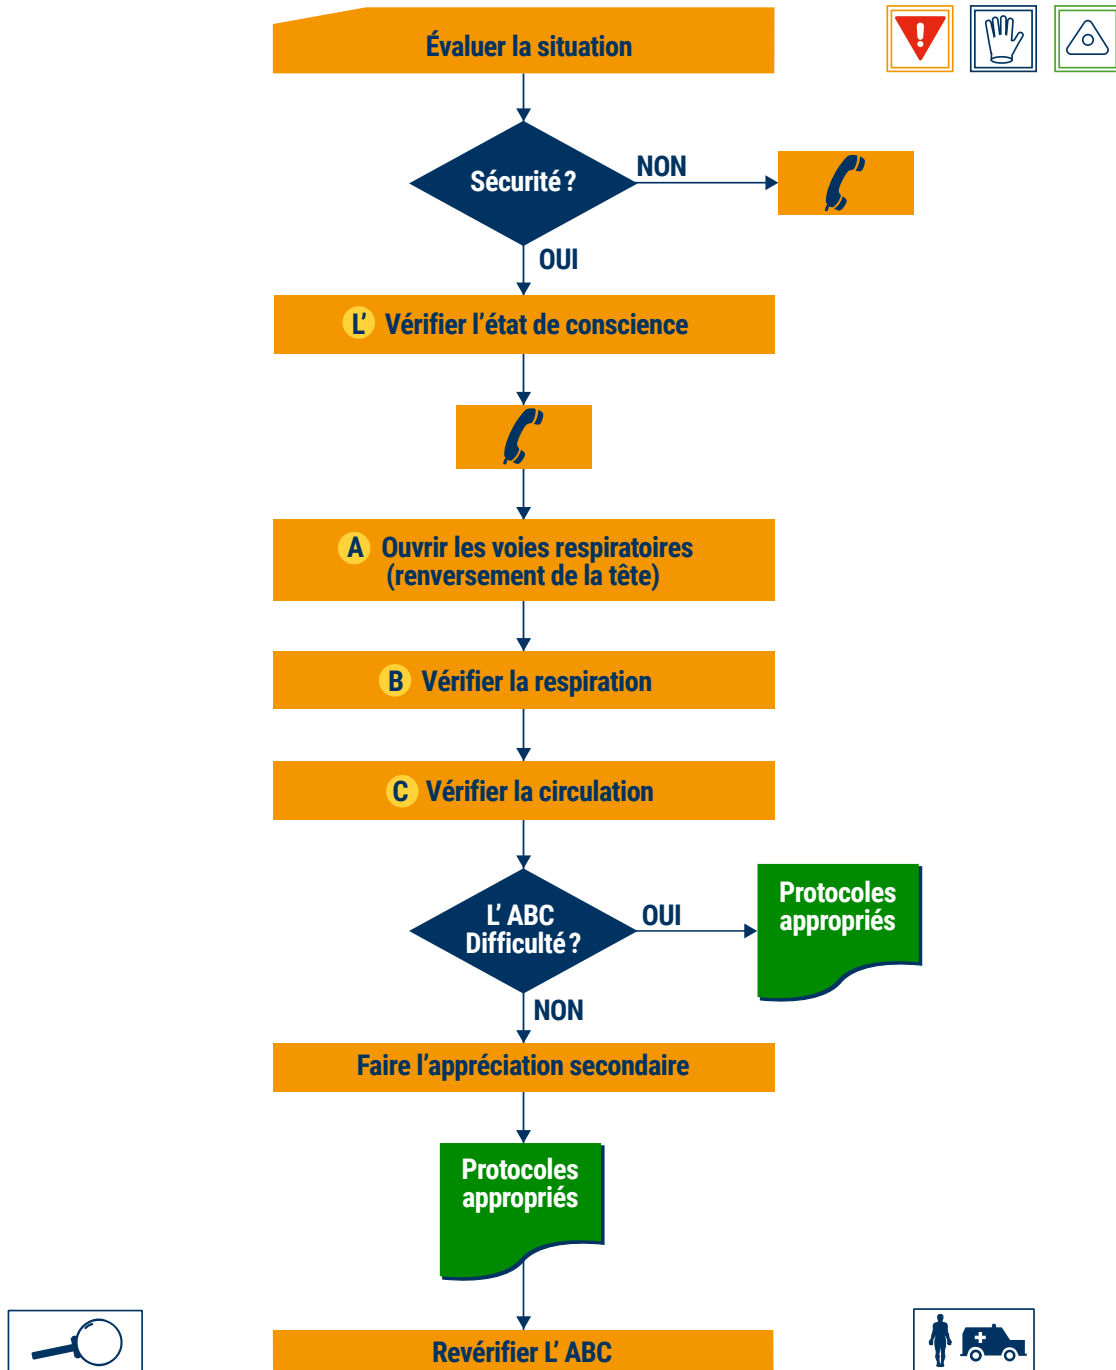 Évaluer la situation
Sécurité ?
NON
OUI
L' Vérifier l'état de conscience
A Ouvrir les voies respiratoires
(renversement de la tête)
B Vérifier la respiration
C Vérifier la circulation
L' ABC
Difficulté ?
OUI
Protocoles
appropriés
NON
Faire l'appréciation secondaire
Protocoles
appropriés
Revérifier L' ABC